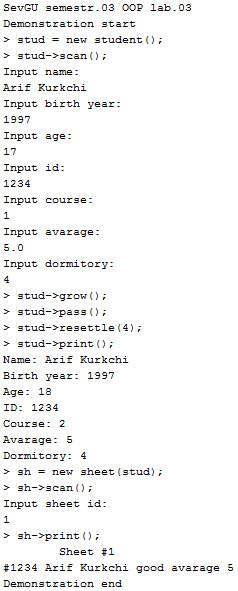 SevGU semestr.03 OOP lab.03
Demonstration start
> stud = new student();
> stud->scan();
Input name:
Arif Kurkchi
Input birth year:
1997
Input age:
17
Input id:
1234
Input course:
1
Input avarage:
5.0
Input dormitory:
4
> stud->grow();
> stud->pass();
> stud->resettle(4);
> stud->print();
Name: Arif Kurkchi
Birth year: 1997
Age: 18
ID: 1234
Course: 2
Avarage: 5
Dormitory: 4
> sh = new sheet(stud);
> sh->scan();
Input sheet id:
1
> sh->print();
        Sheet #1
#1234 Arif Kurkchi good avarage 5
Demonstration end